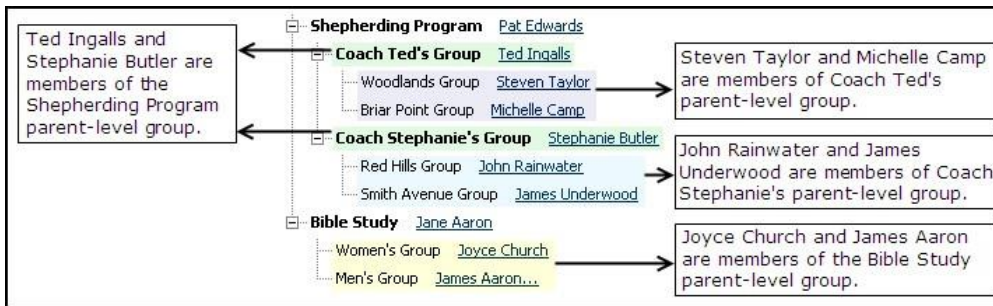 Ted Ingalls and
Stephanie Butler are
members of the
Shepherding Program
parent-level group.
Shepherding Program Pat Edwards
Coach Ted's Group Ted Ingalls
Woodlands Group Steven Taylor
Briar Point Group Michelle Camp
Coach Stephanie's Group Stephanie Butler
Red Hills Group John Rainwater
Smith Avenue Group James Underwood
Bible Study Jane Aaron
Women's Group Joyce Church
Men's Group James Aaron...
Steven Taylor and Michelle Camp
are members of Coach Ted's
parent-level group.
John Rainwater and James
Underwood are members of Coach
Stephanie's parent-level group.
Joyce Church and James Aaron
are members of the Bible Study
parent-level group.